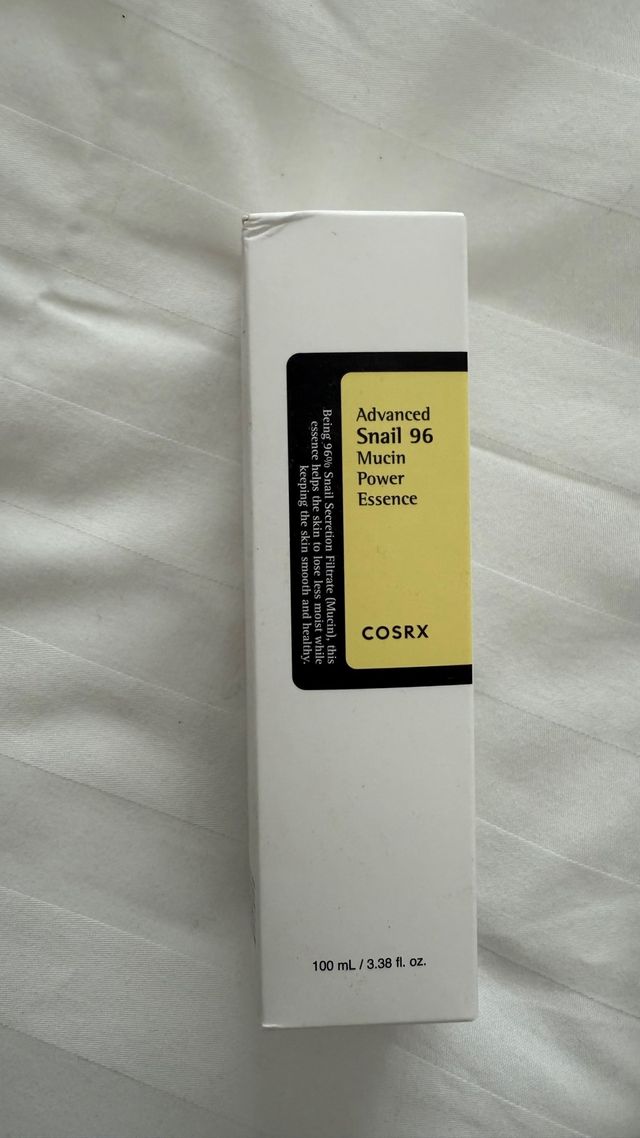 Advanced
Snail 96
Mucin
Power
Essence
COSRX
Being 96% Snail Secretion Filtrate (Mucin), this
essence helps the skin to lose less moist while
keeping the skin smooth and healthy.
100 mL / 3.38 fl. oz.